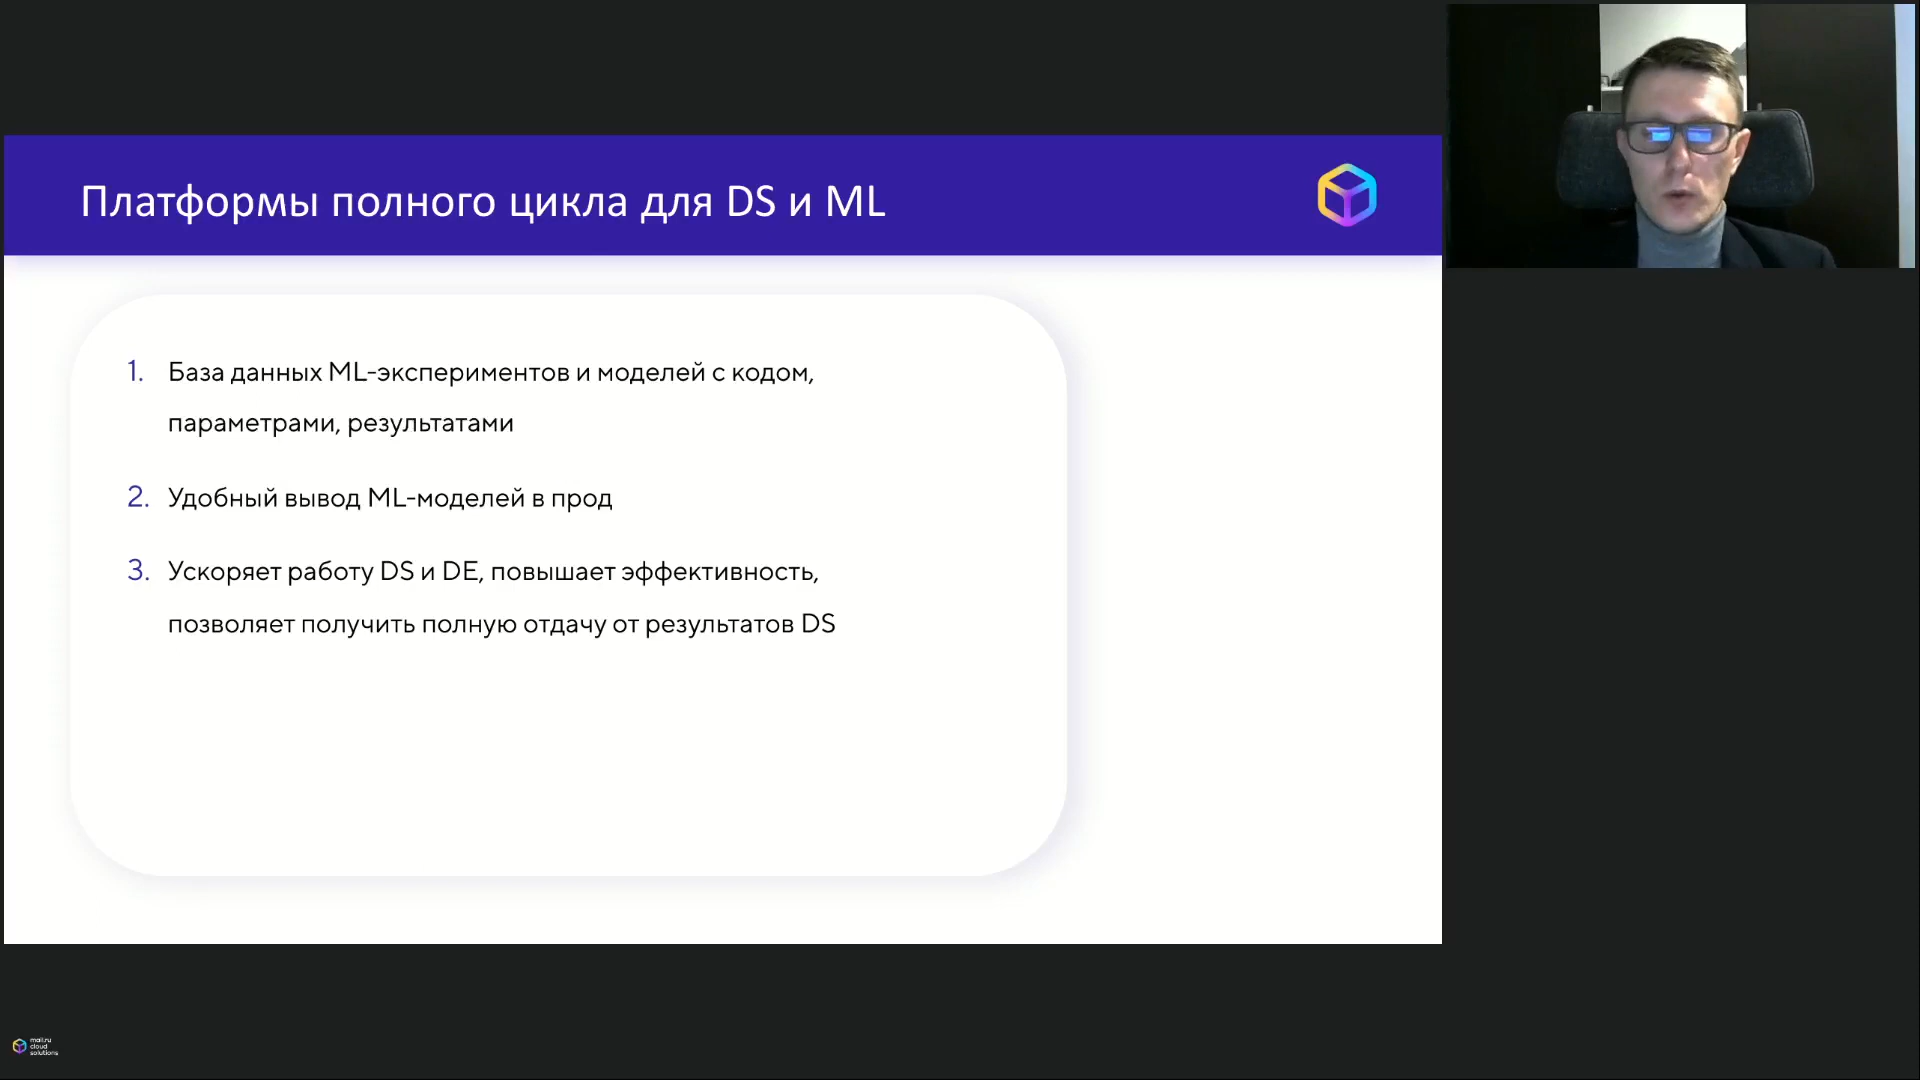 Платформы полного цикла для DS и ML
1. База данных ML-экспериментов и моделей с кодом,
параметрами, результатами
2. Удобный вывод ML-моделей в прод
3. Ускоряет работу DS и DE, повышает эффективность,
позволяет получить полную отдачу от результатов DS
mail.ru
cloud
solutions